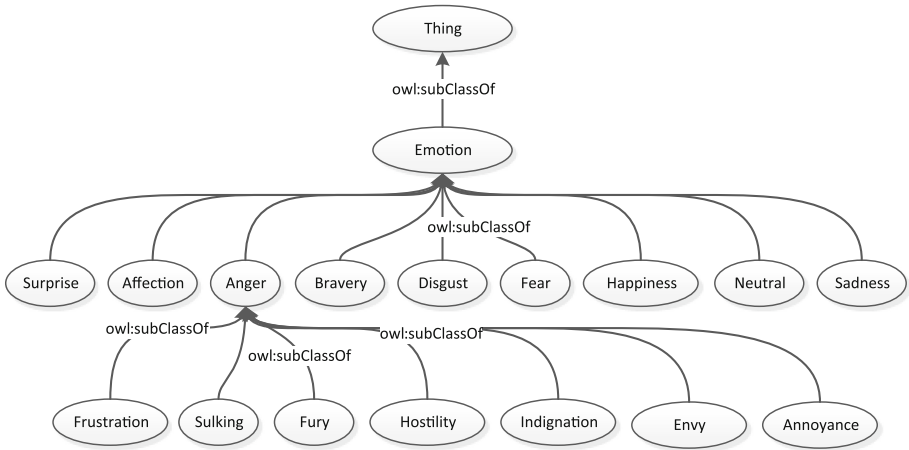 Thing
owl:subClassOf
Emotion
owl:subClassOf
Surprise
Affection
Anger
Bravery
Disgust
Fear
Happiness
Neutral
Sadness
owl:subClassOf
owl:subClassOf
owl:subClassOf
Frustration
Sulking
Fury
Hostility
Indignation
Envy
Annoyance